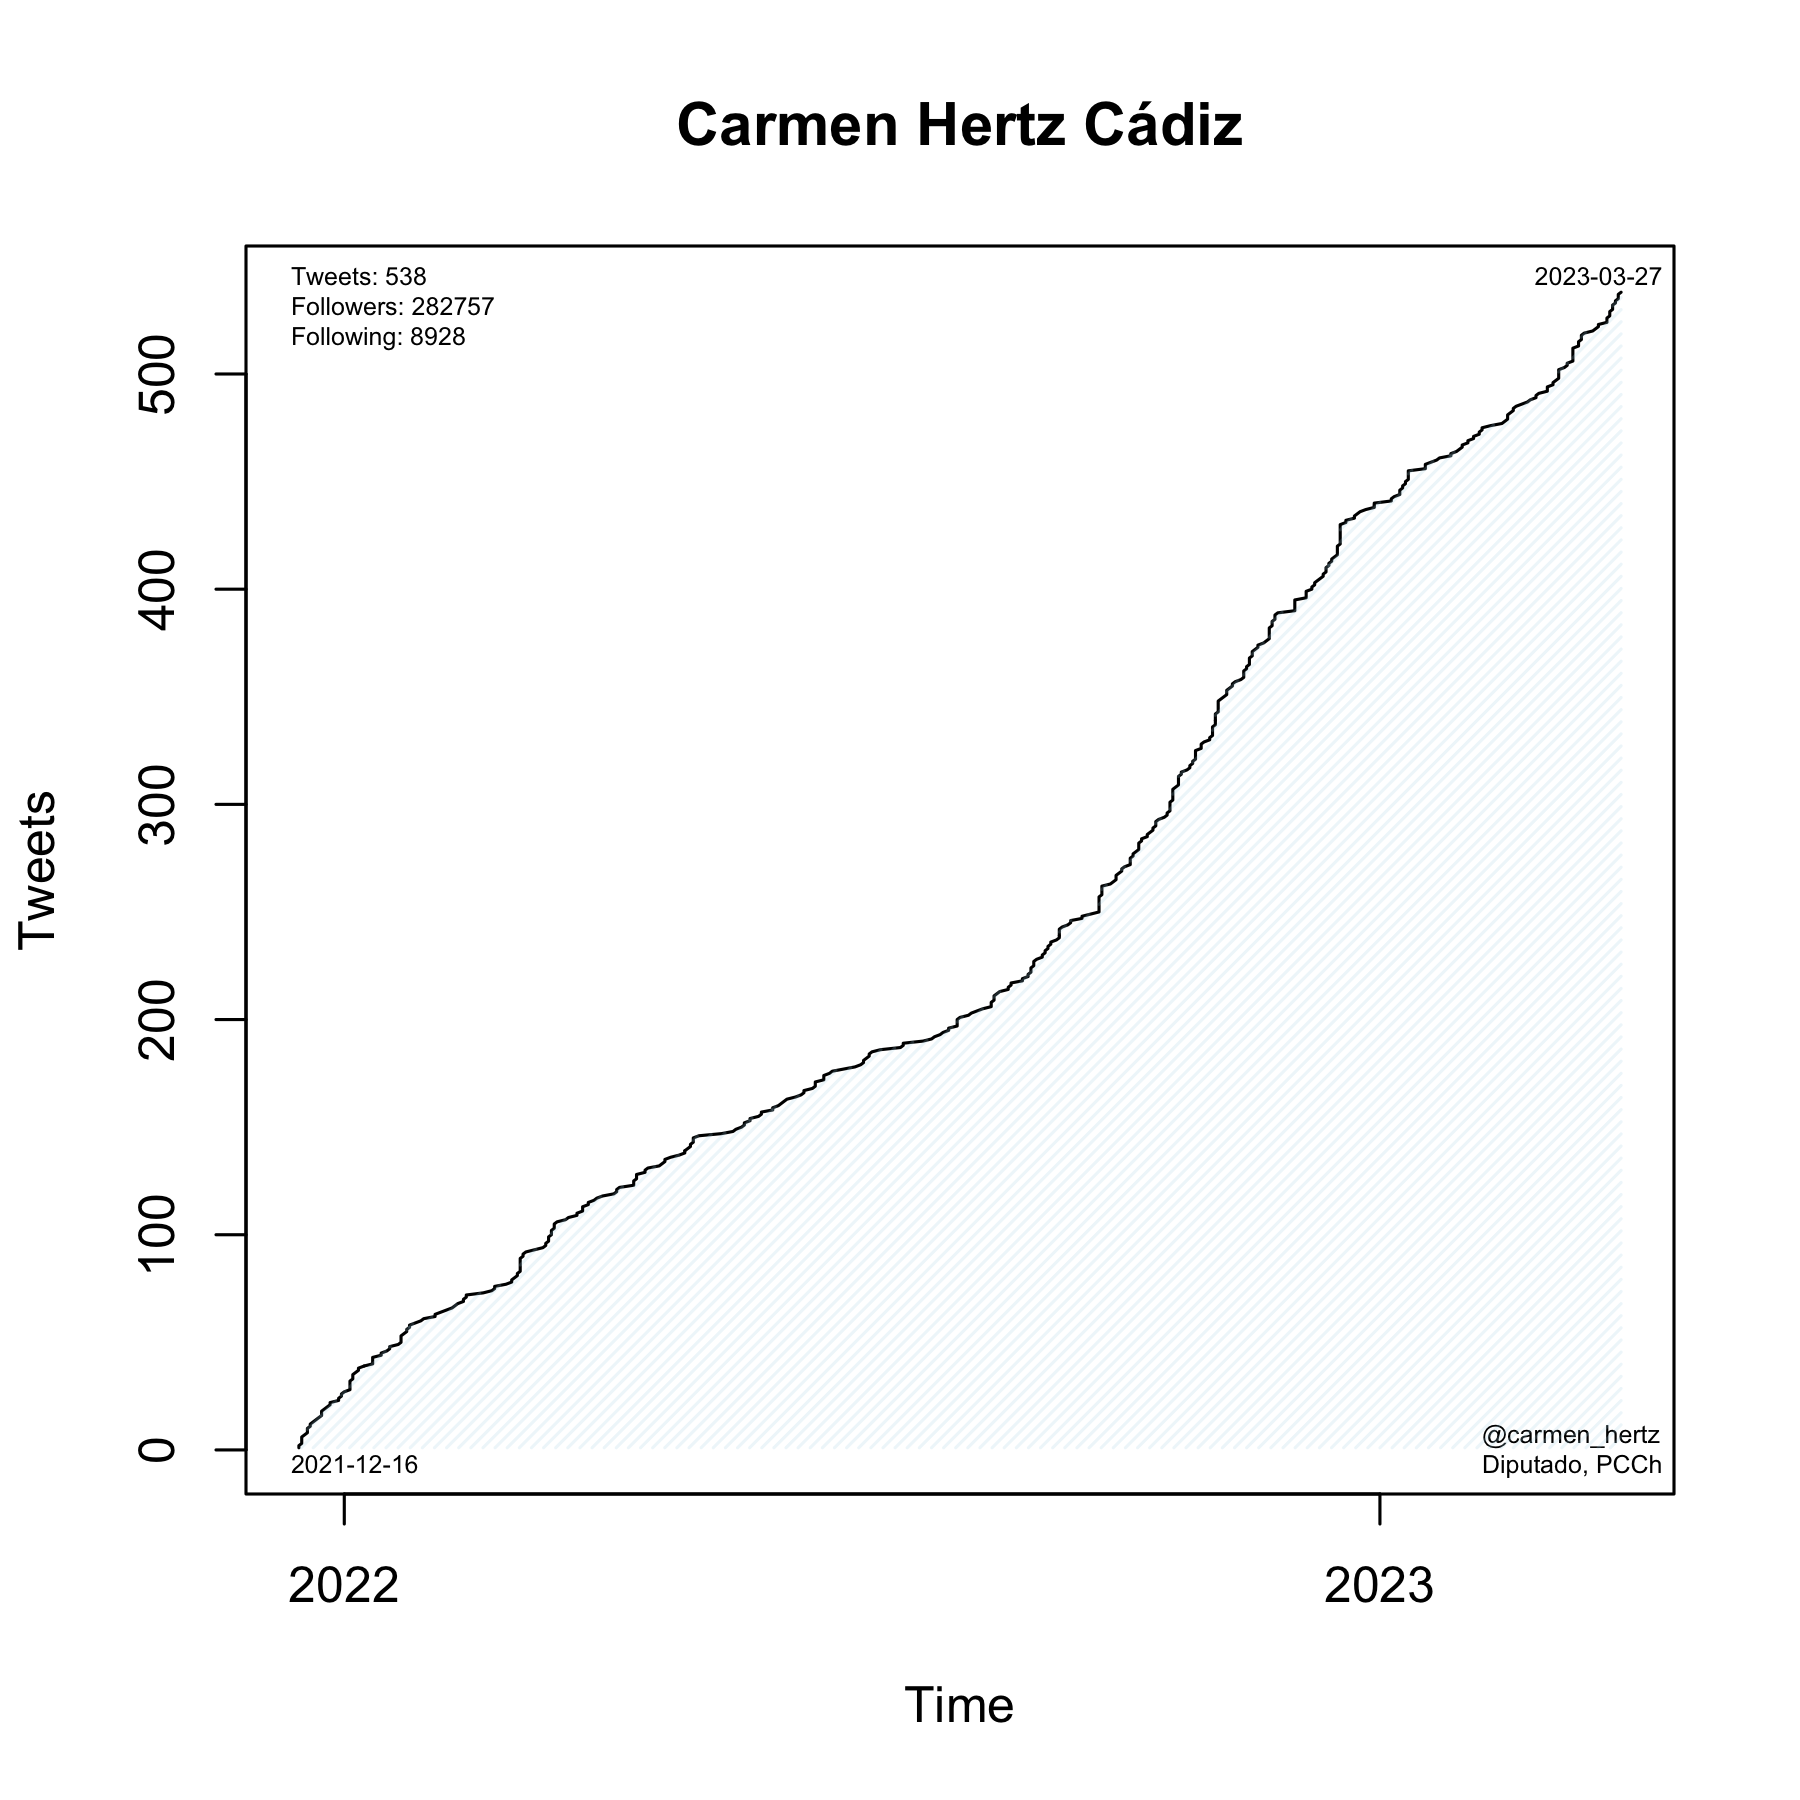 Carmen Hertz Cádiz
Tweets: 538
Followers: 282757
Following: 8928
2023-03-27
500
400
300
200
100
0
Tweets
2021-12-16
@carmen_hertz
Diputado, PCCh
2022
2023
Time